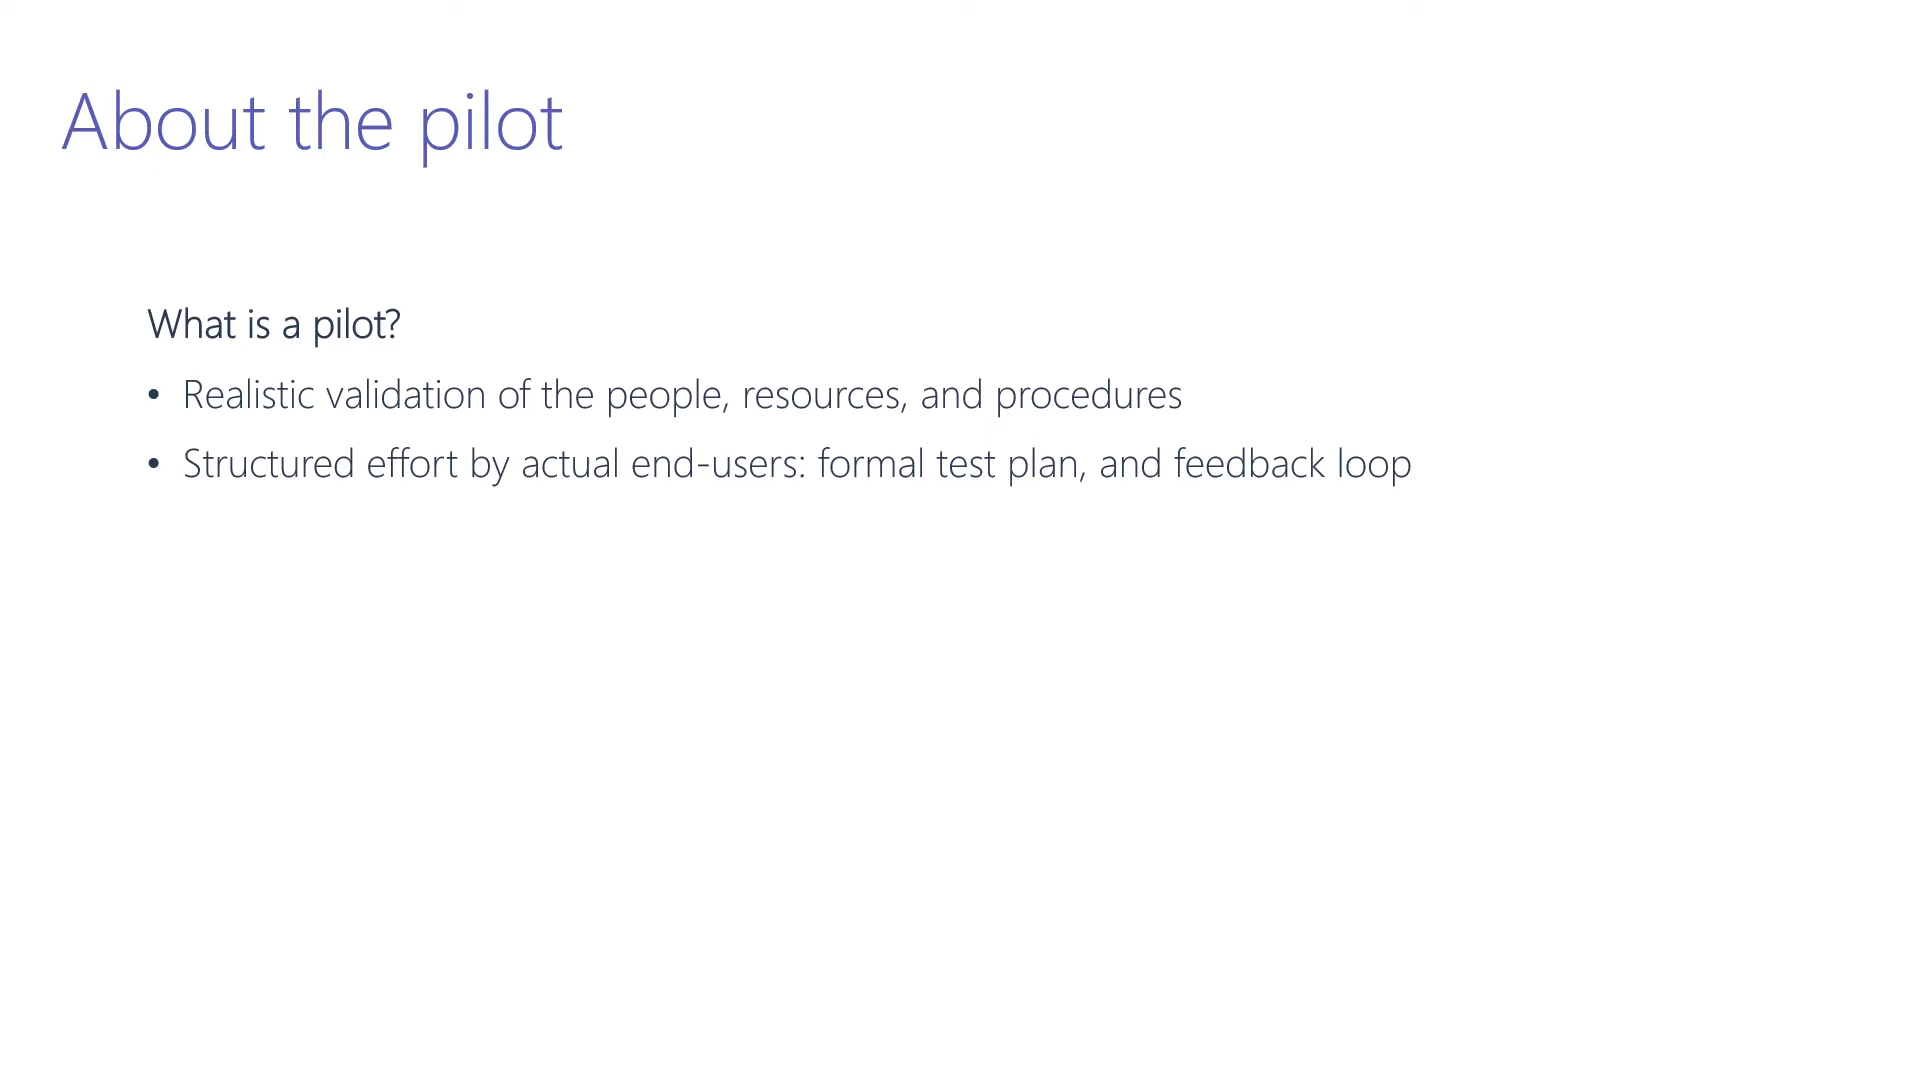 About the pilot
What is a pilot?
• Realistic validation of the people, resources, and procedures
• Structured effort by actual end-users: formal test plan, and feedback loop